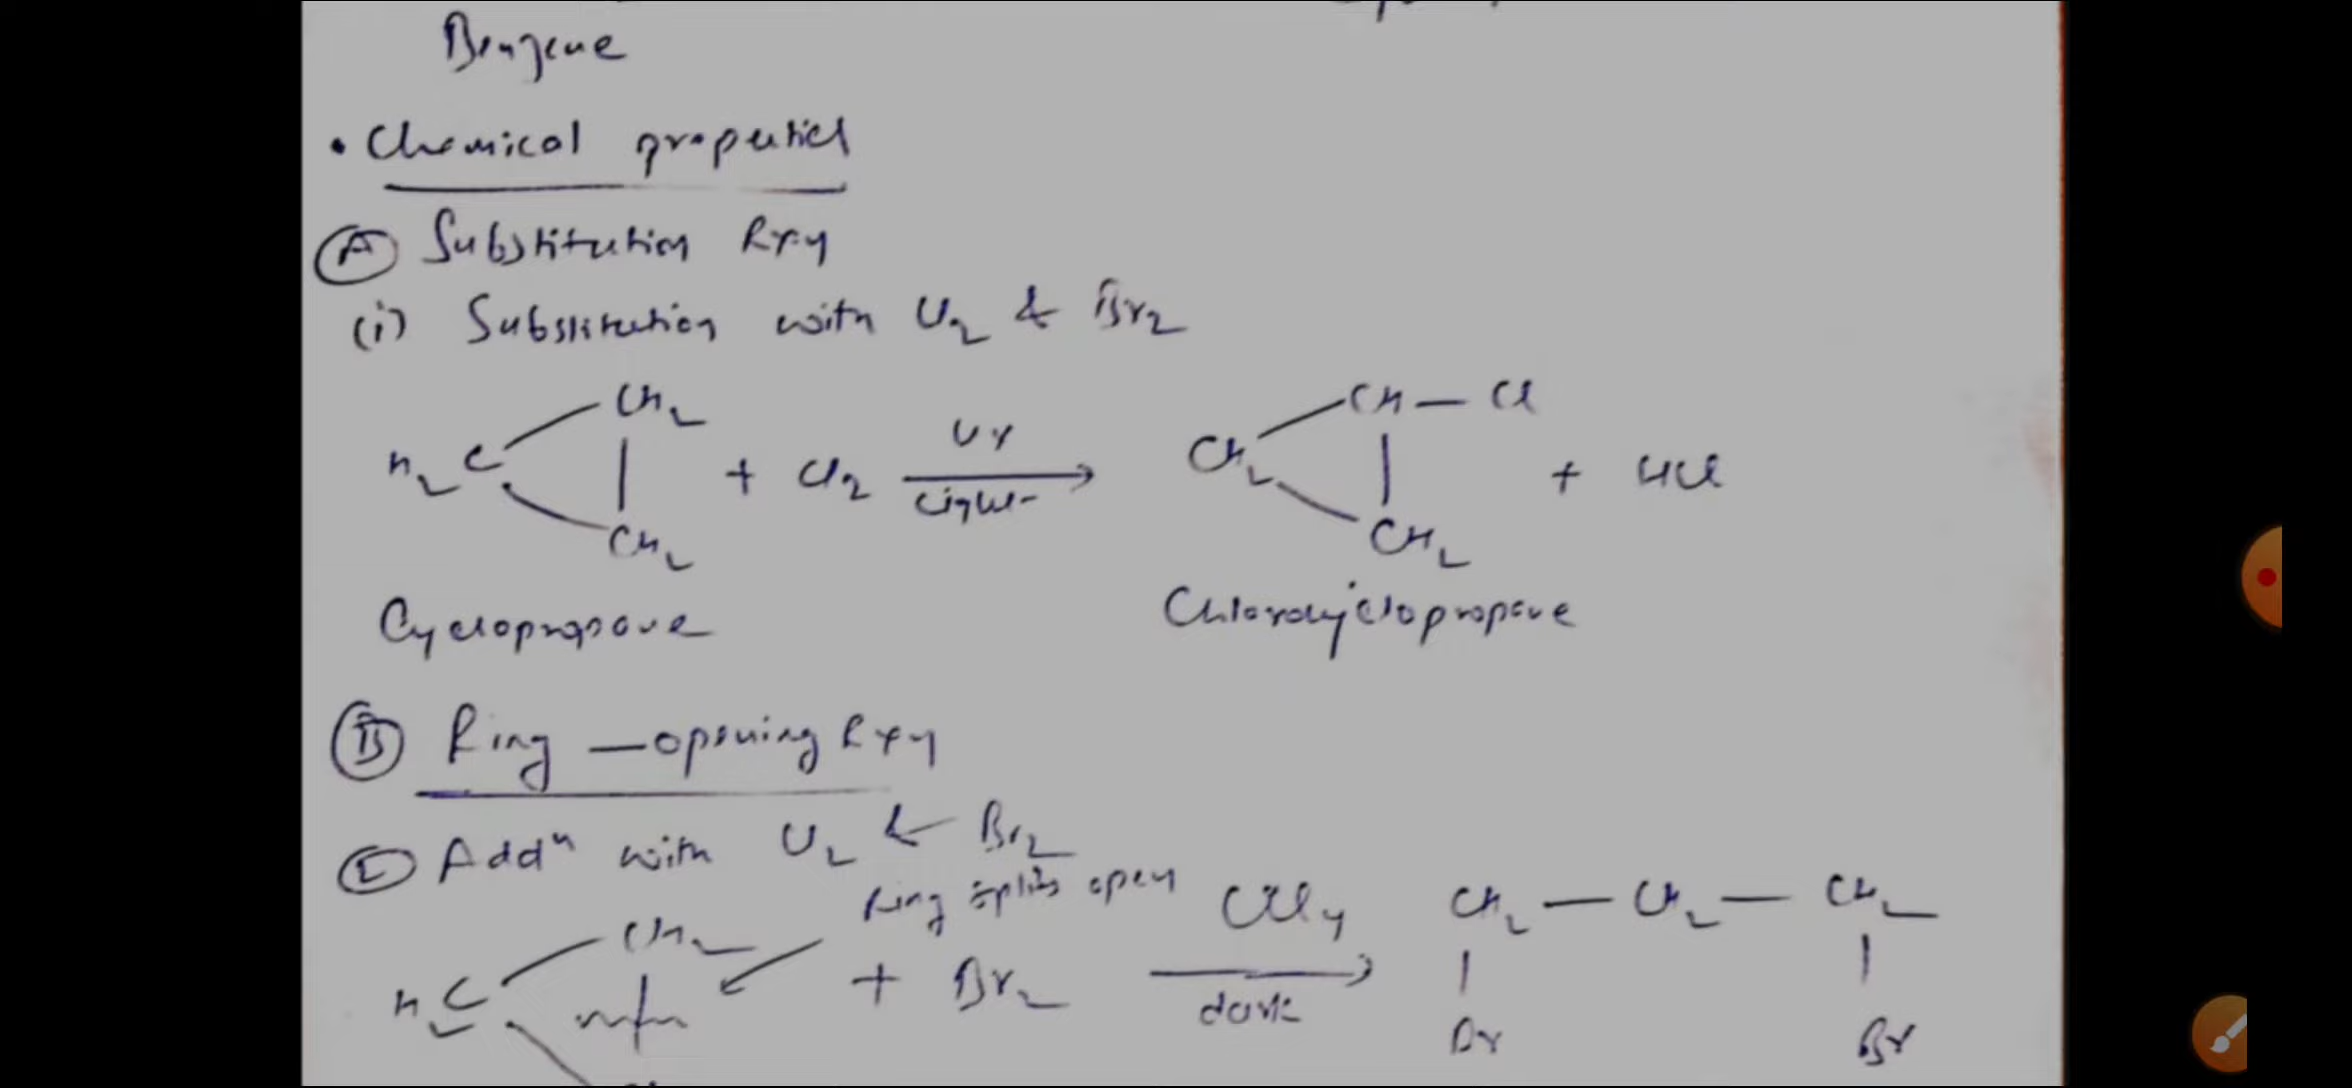 Benzene
• Chemical properties
(A) Substitution Rxn
(i) Substitution with Cl2 & Br2
CH2
H2C
CH2
+ Cl2
UV
Light
CH2
CH — Cl
CH2
+ HCl
Cyclopropane
Chlorocyclopropane
(B) Ring — opening Rxn
(I) Addn with Cl2 & Br2
ring splits open
CH2
H2C
+ Br2
CCl4
dark
CH2 — CH2 — CH2
Br
Br